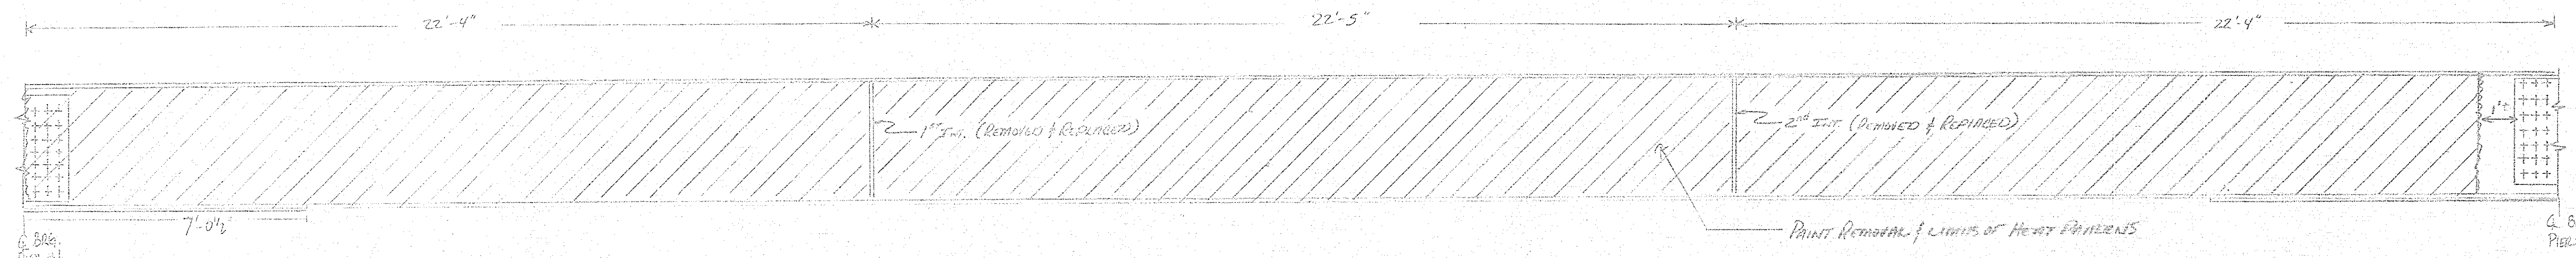 22'-4" 22'-5" 22'-4"
1'±
1st INT. (REMOVED & REPLACED)
2nd INT. (REMOVED & REPLACED)
7'-0½"
PAINT REMOVAL & LIMITS OF HEAT PATTERNS
℄ BRG.
℄ B
PIER